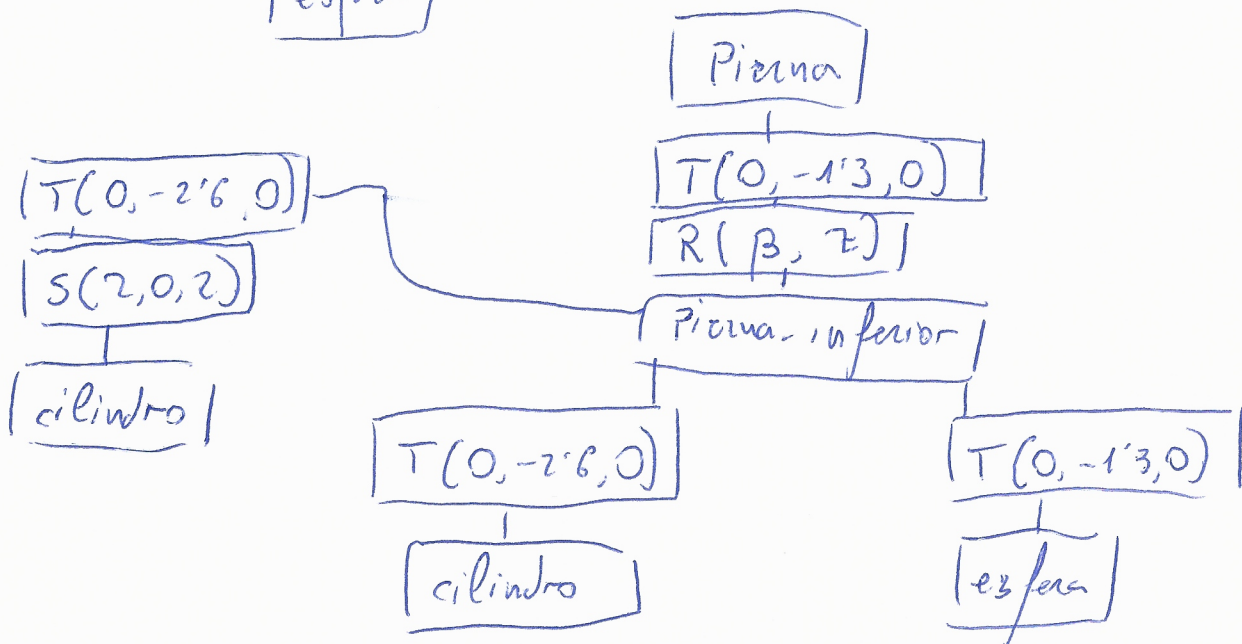 Pierna
T(0,-1'3,0)
R(β, z)
Pierna-inferior
T(0,-2'6,0)
S(2,0,2)
cilindro
T(0,-2'6,0)
cilindro
T(0,-1'3,0)
esfera